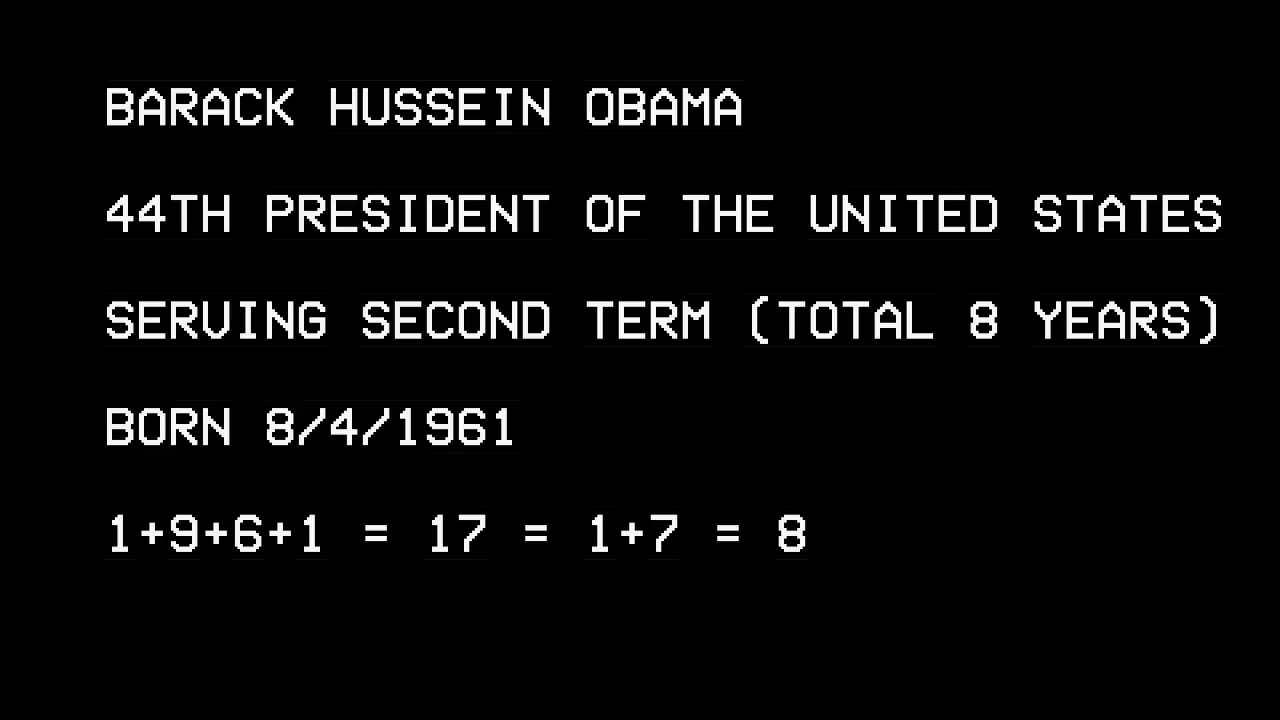 BARACK HUSSEIN OBAMA
44TH PRESIDENT OF THE UNITED STATES
SERVING SECOND TERM (TOTAL 8 YEARS)
BORN 8/4/1961
1+9+6+1 = 17 = 1+7 = 8